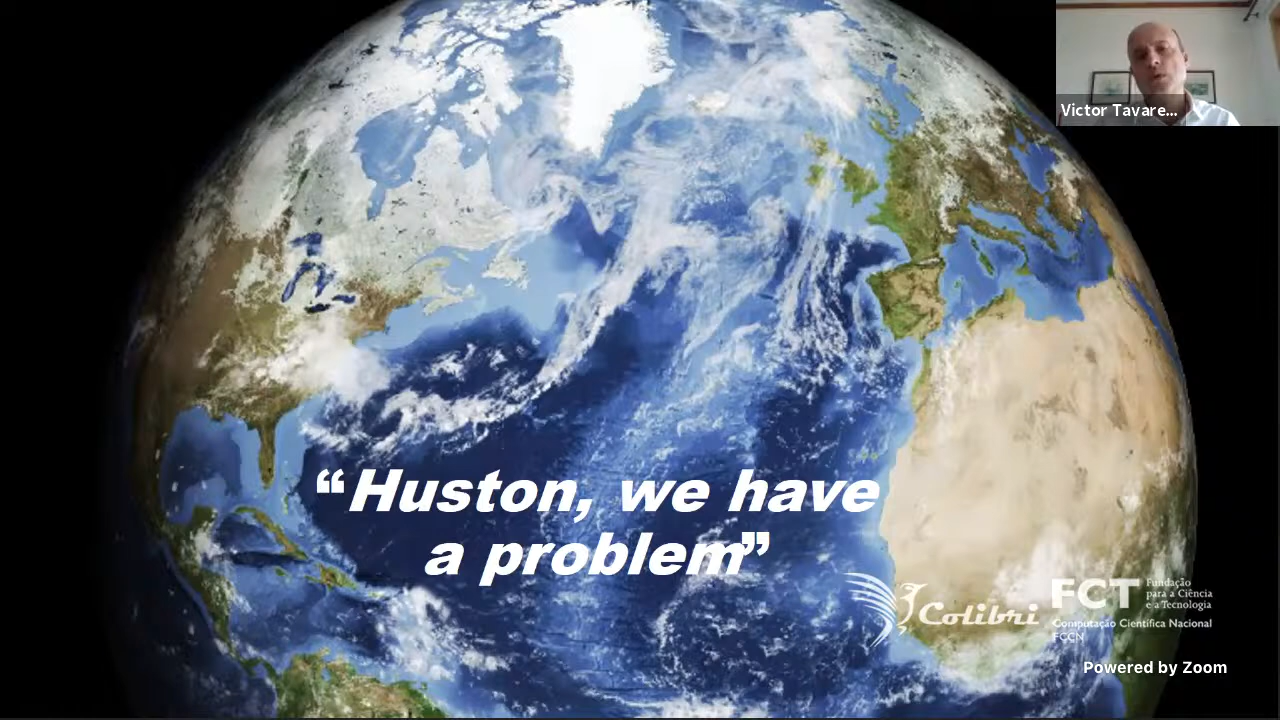 Victor Tavare...
“Huston, we have
a problem”
Colibri
FCT
Fundação
para a Ciência
e a Tecnologia
Computação Científica Nacional
FCCN
Powered by Zoom